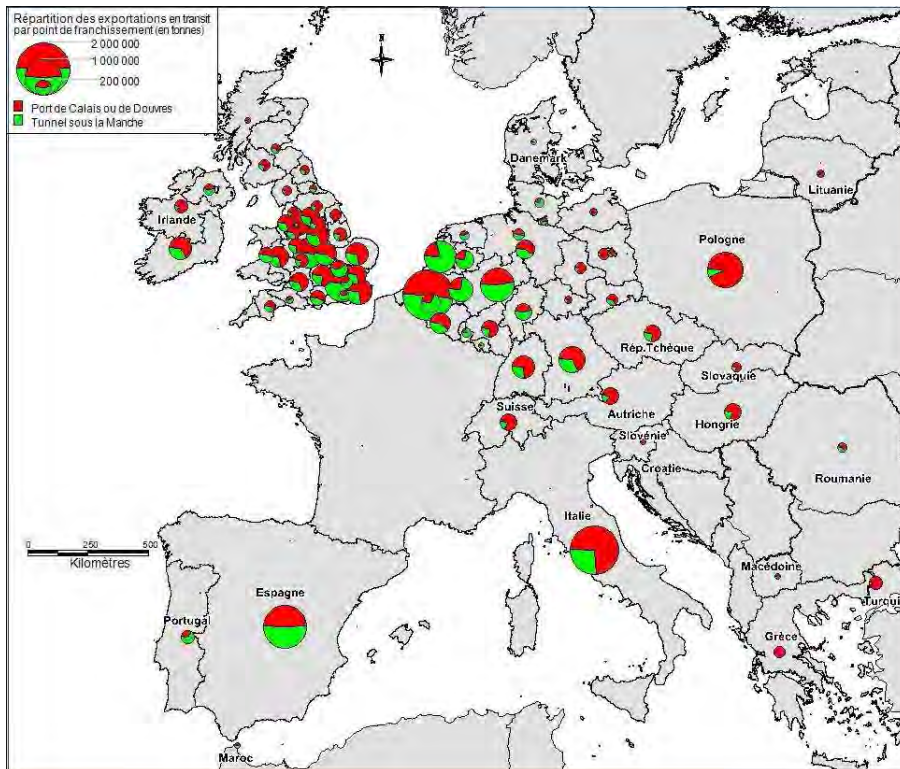 Répartition des exportations en transit
par point de franchissement (en tonnes)
2 000 000
1 000 000
200 000
Port de Calais ou de Douvres
Tunnel sous la Manche
N
Danemark
Lituanie
Irlande
Pologne
Rép.Tchèque
Slovaquie
Suisse
Autriche
Hongrie
Slovénie
Croatie
Roumanie
Italie
0 250 500
Kilomètres
Macédoine
Espagne
Turquie
Portugal
Grèce
Maroc